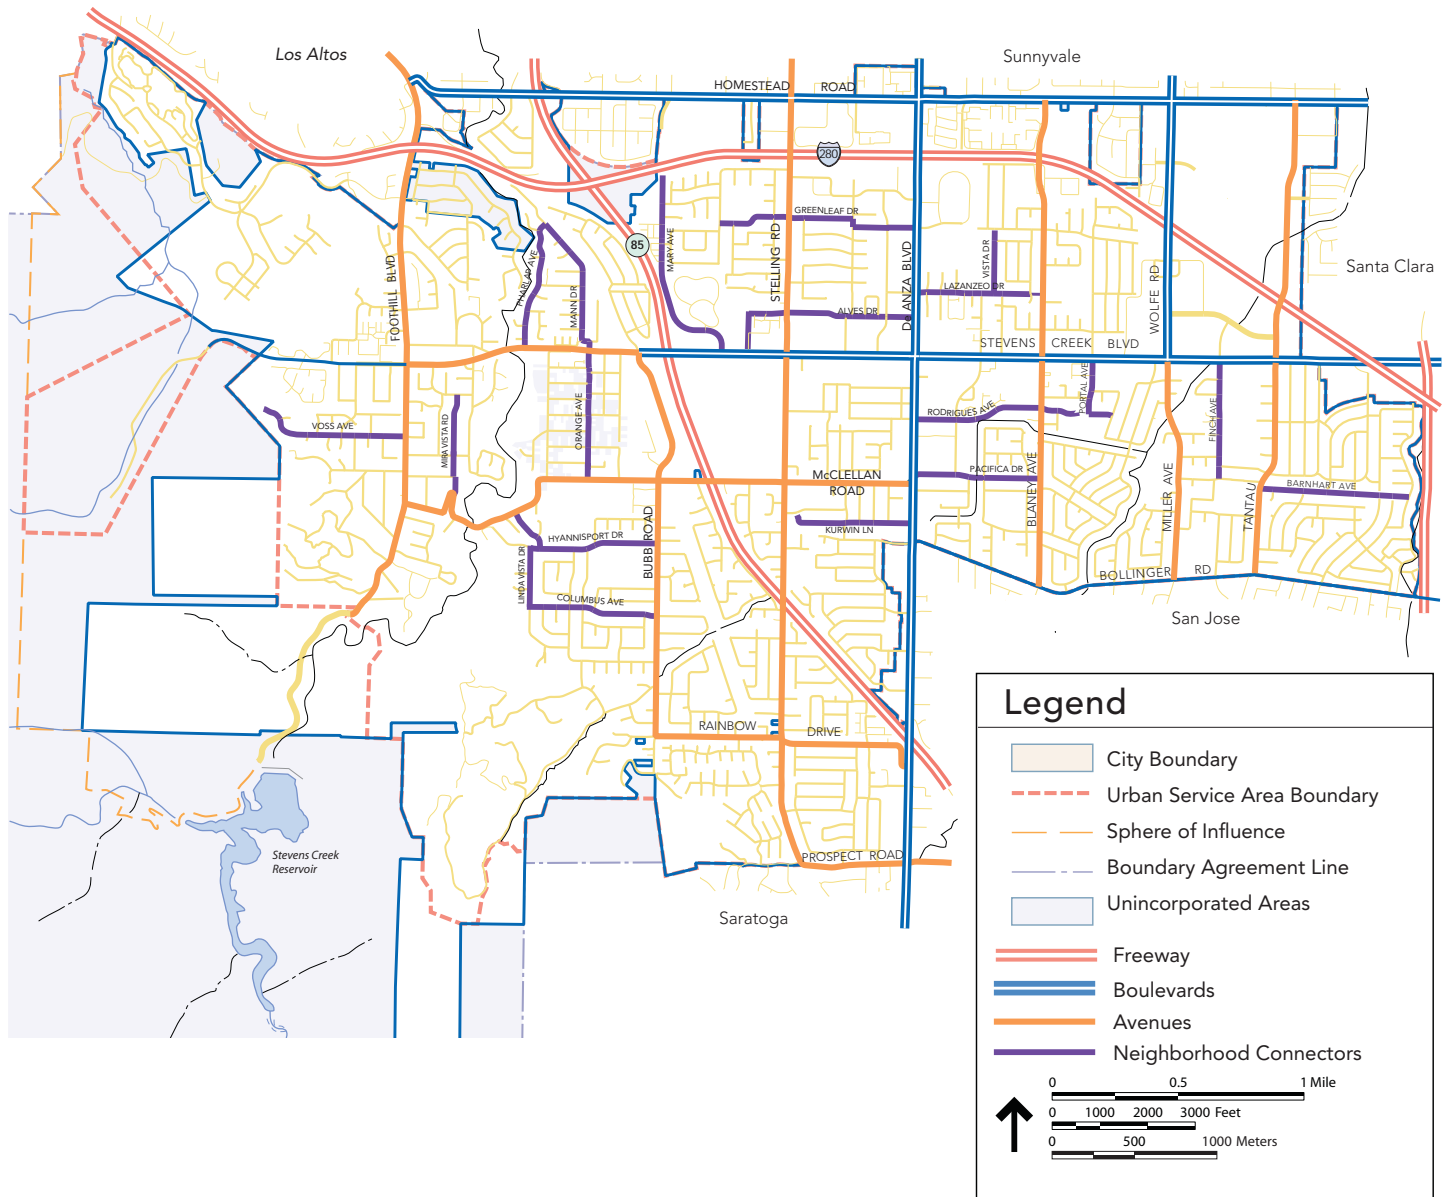 Los Altos
Sunnyvale
HOMESTEAD ROAD
280
GREENLEAF DR
85
MARY AVE
STELLING RD
De ANZA BLVD
VISTA DR
Santa Clara
FOOTHILL BLVD
PHARLAP AVE
MANN DR
LAZANZEO DR
WOLFE RD
ALVES DR
STEVENS CREEK BLVD
PORTAL AVE
RODRIGUES AVE
FINCH AVE
VOSS AVE
MIRA VISTA RD
ORANGE AVE
McCLELLAN
ROAD
PACIFICA DR
BLANEY AVE
MILLER AVE
TANTAU
BARNHART AVE
KURWIN LN
HYANNISPORT DR
BUBB ROAD
LINDA VISTA DR
COLUMBUS AVE
BOLLINGER RD
San Jose
RAINBOW DRIVE
Stevens Creek
Reservoir
PROSPECT ROAD
Saratoga
Legend
City Boundary
Urban Service Area Boundary
Sphere of Influence
Boundary Agreement Line
Unincorporated Areas
Freeway
Boulevards
Avenues
Neighborhood Connectors
0 0.5 1 Mile
0 1000 2000 3000 Feet
0 500 1000 Meters